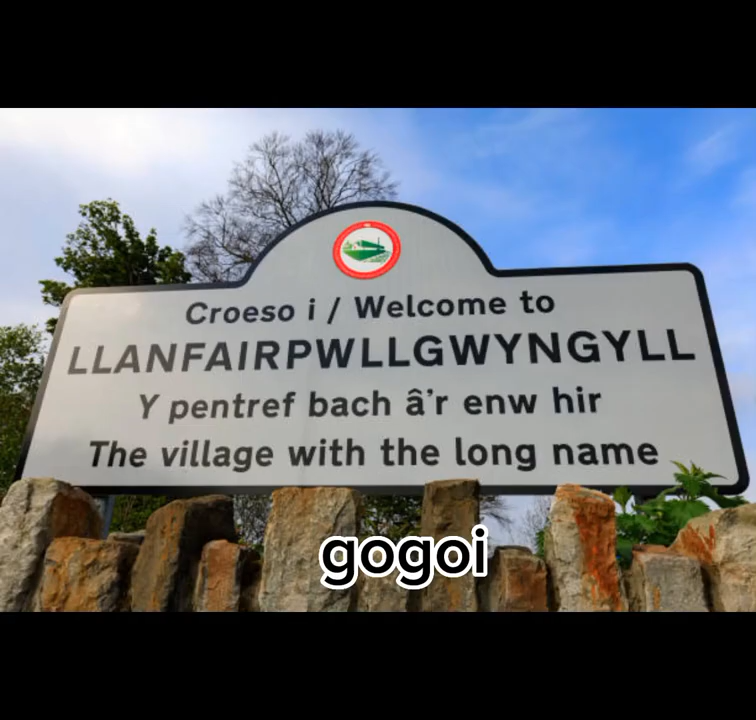 Croeso i / Welcome to
LLANFAIRPWLLGWYNGYLL
Y pentref bach â'r enw hir
The village with the long name
gogoi